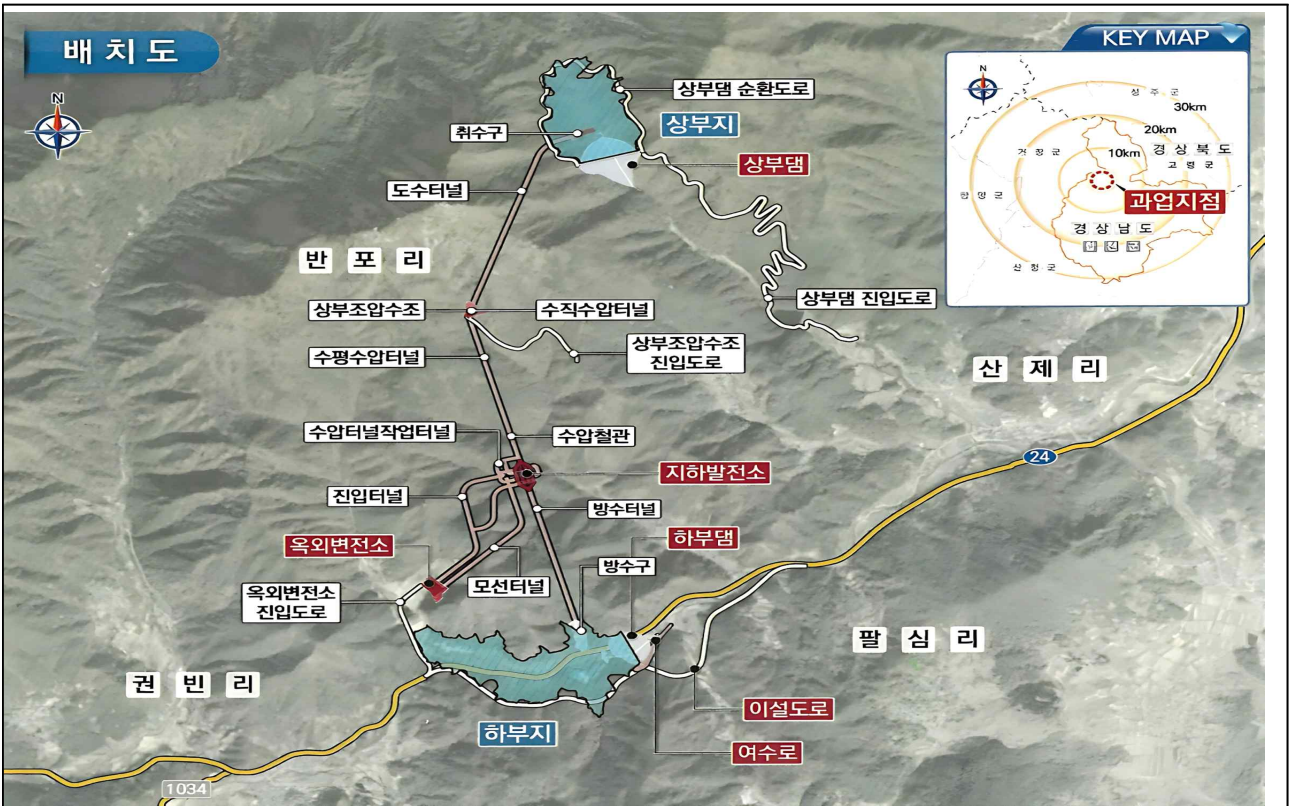 배치도
KEY MAP
N
N
상주군
30km
20km
거창군
10km
경상북도
고령군
함양군
과업지점
경상남도
산청군
상부댐 순환도로
상부지
취수구
상부댐
도수터널
반 포 리
상부조압수조
수직수압터널
상부댐 진입도로
수평수압터널
상부조압수조
진입도로
산 제 리
수압터널작업터널
수압철관
24
지하발전소
진입터널
방수터널
옥외변전소
하부댐
방수구
옥외변전소
진입도로
모선터널
팔 심 리
권 빈 리
이설도로
하부지
여수로
1034